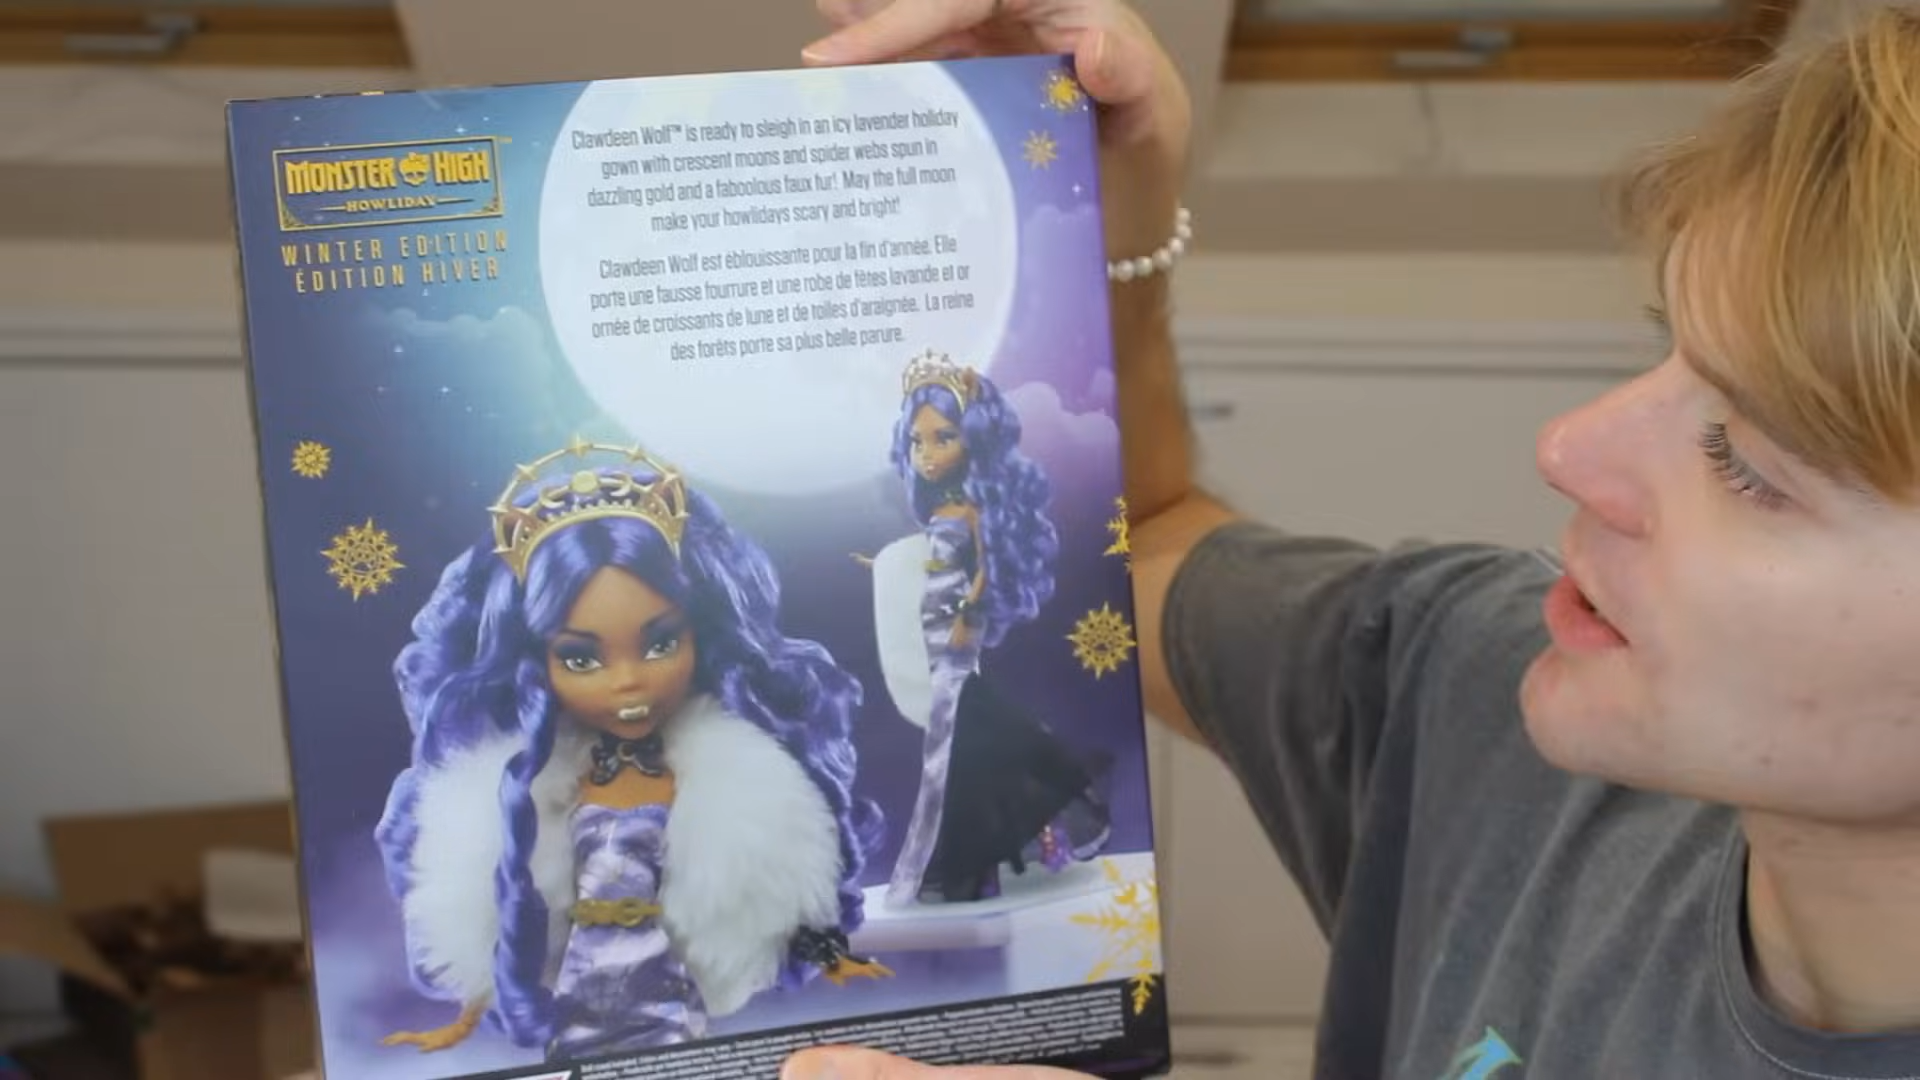 MONSTER HIGH™
HOWLIDAY
WINTER EDITION
ÉDITION HIVER
Clawdeen Wolf™ is ready to sleigh in an icy lavender holiday
gown with crescent moons and spider webs spun in
dazzling gold and a faboolous faux fur! May the full moon
make your howlidays scary and bright!
Clawdeen Wolf est éblouissante pour la fin d'année. Elle
porte une fausse fourrure et une robe de fêtes lavande et or
ornée de croissants de lune et de toiles d'araignée. La reine
des forêts porte sa plus belle parure.